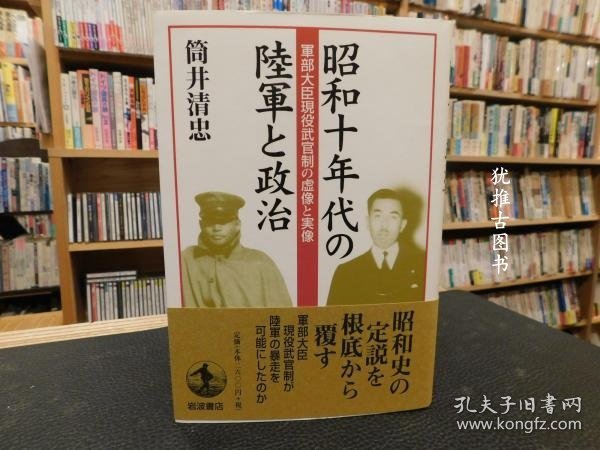 昭和十年代の
陸軍と政治
軍部大臣現役武官制の虚像と実像
筒井清忠
昭和史の
定説を
根底から
覆す
軍部大臣
現役武官制が
陸軍の暴走を
可能にしたのか
岩波書店
犹推古图书
孔夫子旧书网
www.kongfz.com